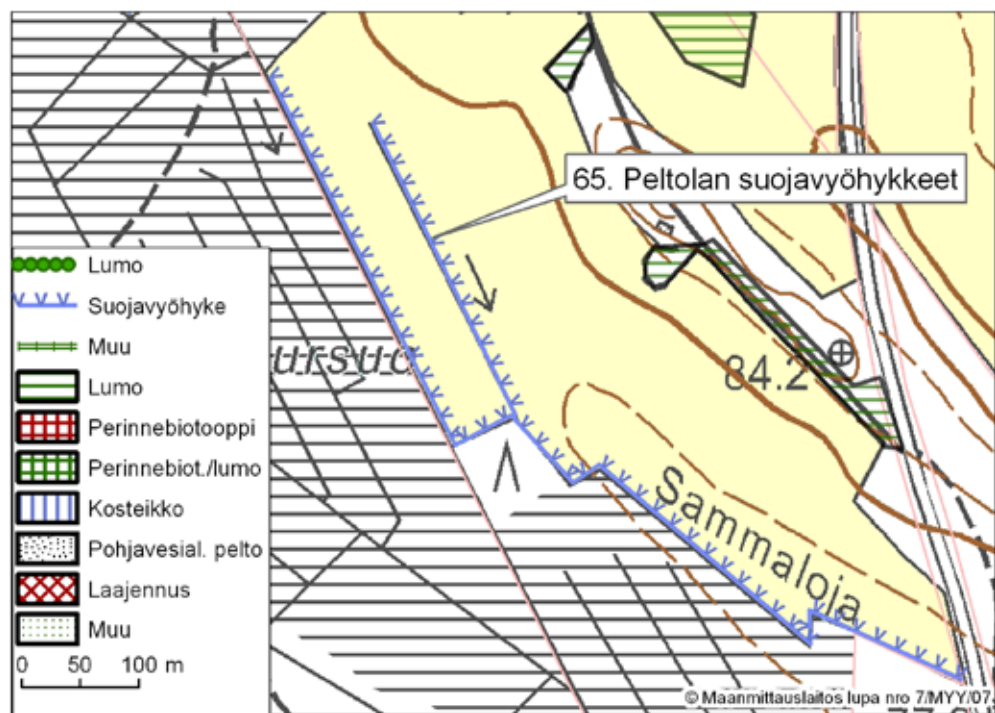 65. Peltolan suojavyöhykkeet
Lumo
Suojavyöhyke
Muu
Lumo
Perinnebiotooppi
Perinnebiot./lumo
Kosteikko
Pohjavesial. pelto
Laajennus
Muu
0 50 100 m
84.2
Sammaloja
© Maanmittauslaitos lupa nro 7/MYY/07